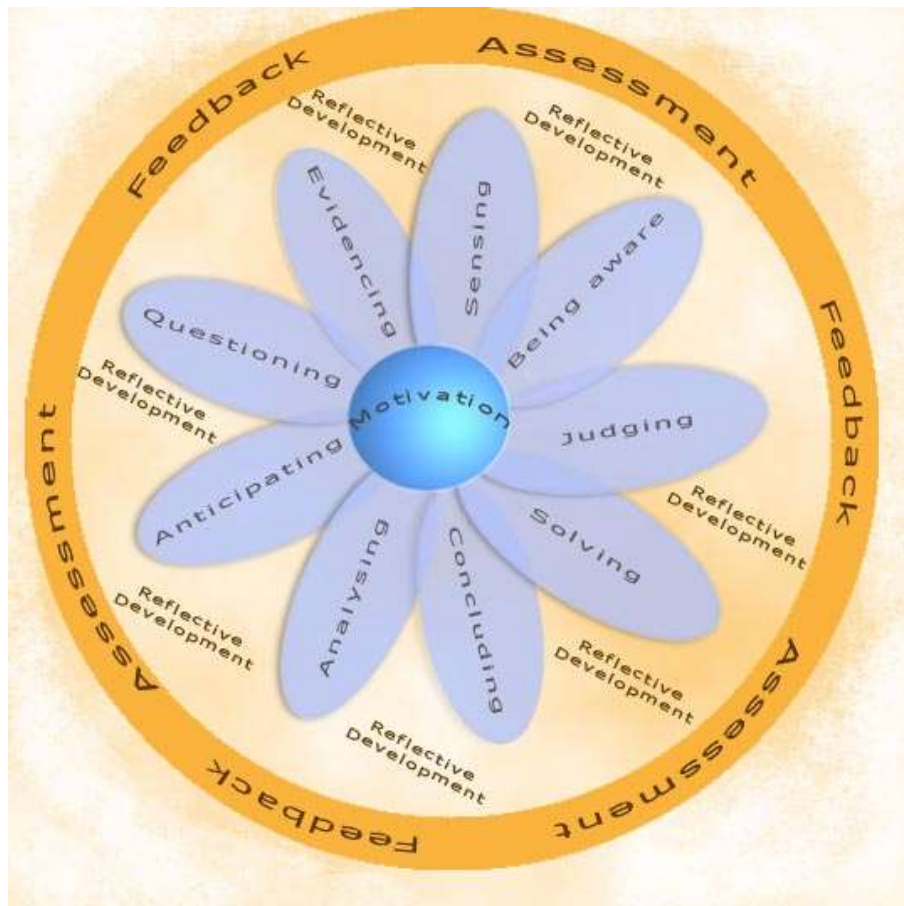 Feedback
Assessment
Feedback
Assessment
Feedback
Assessment
Reflective
Development
Reflective
Development
Reflective
Development
Reflective
Development
Reflective
Development
Reflective
Development
Reflective
Development
Sensing
Being aware
Judging
Solving
Concluding
Analysing
Anticipating
Questioning
Evidencing
Motivation